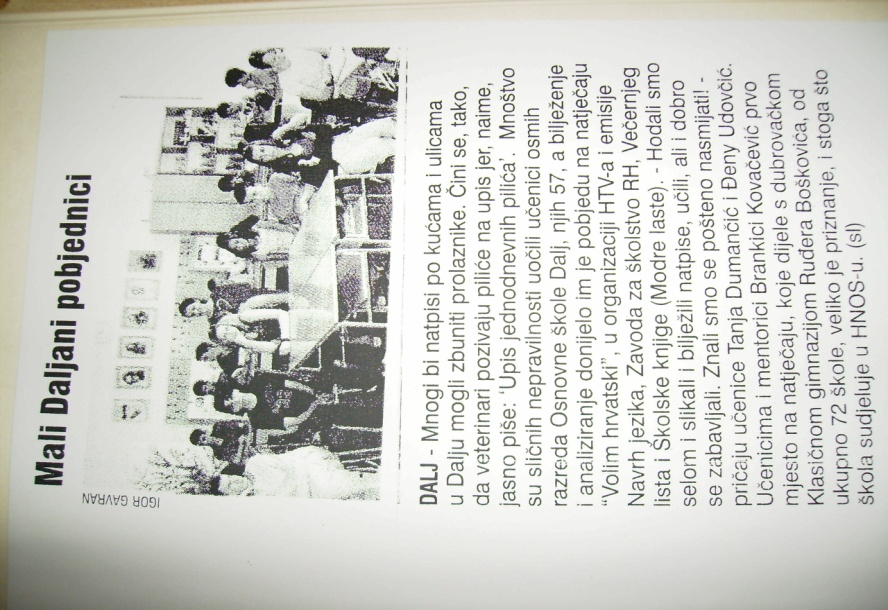 Mali Daljani pobjednici
IGOR GAVRAN
DALJ - Mnogi bi natpisi po kućama i ulicama
u Dalju mogli zbuniti prolaznike. Čini se, tako,
da veterinari pozivaju piliće na upis jer, naime,
jasno piše: 'Upis jednodnevnih pilića'. Mnoštvo
su sličnih nepravilnosti uočili učenici osmih
razreda Osnovne škole Dalj, njih 57, a bilježenje
i analiziranje donijelo im je pobjedu na natječaju
“Volim hrvatski”, u organizaciji HTV-a i emisije
Navrh jezika, Zavoda za školstvo RH, Večernjeg
lista i Školske knjige (Modre laste). - Hodali smo
selom i slikali i bilježili natpise, učili, ali i dobro
se zabavljali. Znali smo se pošteno nasmijati! -
pričaju učenice Tanja Dumančić i Đeny Udovčić.
Učenicima i mentorici Brankici Kovačević prvo
mjesto na natječaju, koje dijele s dubrovačkom
Klasičnom gimnazijom Ruđera Boškovića, od
ukupno 72 škole, veliko je priznanje, i stoga što
škola sudjeluje u HNOS-u. (sl)